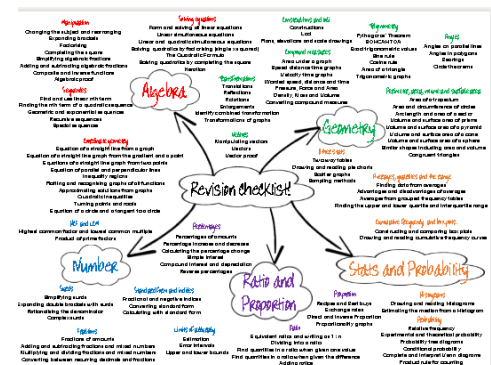 Manipulation
Changing the subject and rearranging
Expanding brackets
Factorising
Completing the square
Simplifying algebraic fractions
Adding and subtracting algebraic fractions
Composite and inverse functions
Algebraic proof
Sequences
Find and use linear nth term
Finding the nth term of a quadratic sequence
Geometric and exponential sequences
Recursive sequences
Special sequences
Solving equations
Form and solving of linear equations
Linear simultaneous equations
Linear and quadratic simultaneous equations
Solving quadratics by factorising (single x squared)
The Quadratic Formula
Solving quadratics by completing the square
Iteration
Transformations
Translations
Reflections
Rotations
Enlargements
Identify combined transformation
Transformations of graphs
Vectors
Manipulating vectors
Vectors
Vector proof
Constructions and loci
Constructions
Loci
Plans, elevations and scale drawings
Compound measures
Area under a graph
Speed distance time graphs
Velocity time graphs
Worded speed, distance and time
Pressure, Force and Area
Density, Mass and Volume
Converting compound measures
Trigonometry
Pythagoras' Theorem
SOHCAHTOA
Exact trigonometric values
Sine rule
Cosine rule
Area of a triangle
Trigonometric graphs
Angles
Angles on parallel lines
Angles in polygons
Bearings
Circle theorems
Perimeter, area, volume and surface area
Area of a trapezium
Area and circumference of circles
Arc length and area of sector
Volume and surface area of prisms
Volume and surface area of pyramid
Volume and surface area of cone
Volume and surface area of sphere
Similar shapes including area and volume
Congruent triangles
Algebra
Geometry
Revision checklist!
Coordinate geometry
Equation of a straight line from a graph
Equation of a straight line graph from the gradient and a point
Equations of a straight line graph from two points
Equation of parallel and perpendicular lines
Inequality regions
Plotting and recognising graphs of all functions
Approximating solutions from graphs
Quadratic inequalities
Turning points and roots
Equation of a circle and a tangent to a circle
Two-way tables
Drawing and reading pie charts
Scatter graphs
Sampling methods
Averages, quartiles and the range
Finding data from averages
Advantages and disadvantages of averages
Averages from grouped frequency tables
Finding the upper and lower quartile and interquartile range
Cumulative frequency and box plots
Constructing and comparing box plots
Drawing and reading cumulative frequency curves
HCF and LCM
Highest common factor and lowest common multiple
Product of prime factors
Number
Percentages
Percentages of amounts
Percentage increase and decrease
Calculating the percentage change
Simple interest
Compound interest and depreciation
Reverse percentages
Ratio and Proportion
Stats and Probability
Surds
Simplifying surds
Expanding double brackets with surds
Rationalising the denominator
Complex surds
Standard form and indices
Fractional and negative indices
Converting standard form
Calculating with standard form
Fractions
Fractions of amounts
Adding and subtracting fractions and mixed numbers
Multiplying and dividing fractions and mixed numbers
Converting between recurring decimals and fractions
Limits of accuracy
Estimation
Error intervals
Upper and lower bounds
Ratio
Equivalent ratios and writing as 1 : n
Dividing into a ratio
Find quantities in a ratio when given one value
Find quantities in a ratio when given the difference
Adding ratios
Proportion
Recipes and best buys
Exchange rates
Direct and Inverse Proportion
Proportionality graphs
Histograms
Drawing and reading Histograms
Estimating the median from a Histogram
Probability
Relative frequency
Experimental and theoretical probability
Probability tree diagrams
Conditional probability
Complete and interpret Venn diagrams
Product rule for counting